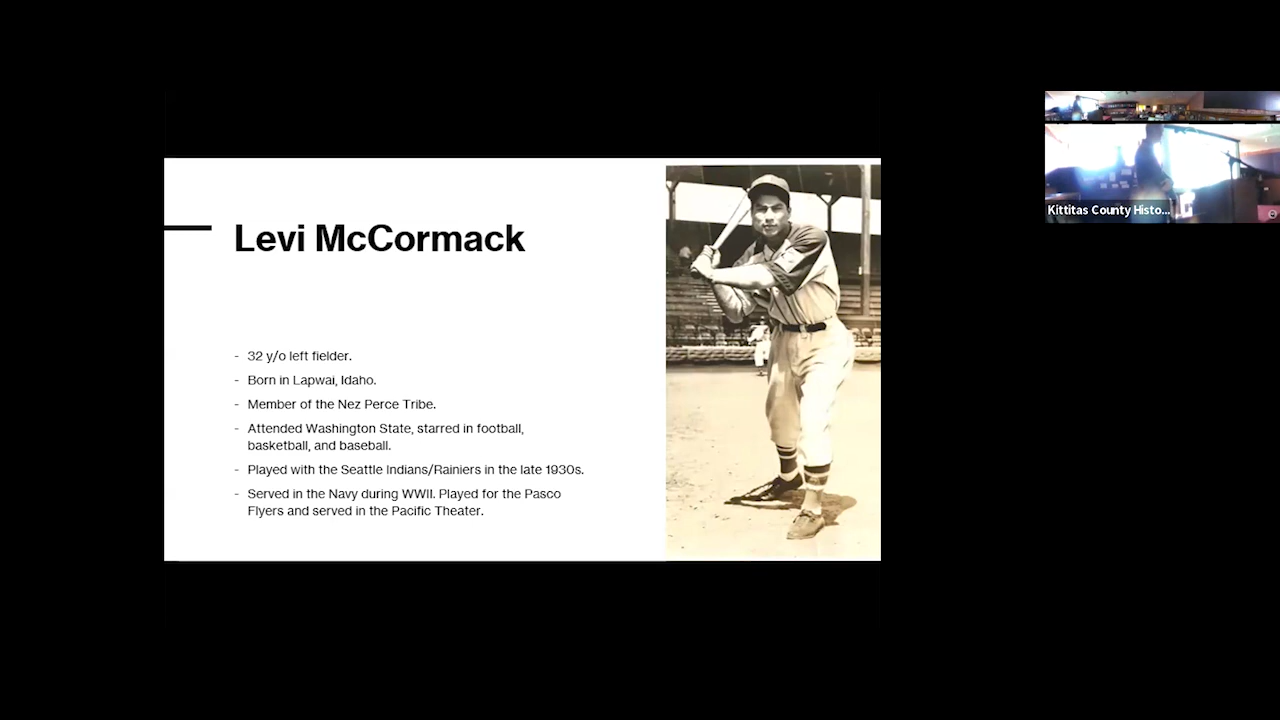 Levi McCormack
- 32 y/o left fielder.
- Born in Lapwai, Idaho.
- Member of the Nez Perce Tribe.
- Attended Washington State, starred in football,
basketball, and baseball.
- Played with the Seattle Indians/Rainiers in the late 1930s.
- Served in the Navy during WWII. Played for the Pasco
Flyers and served in the Pacific Theater.
Kittitas County Histo...